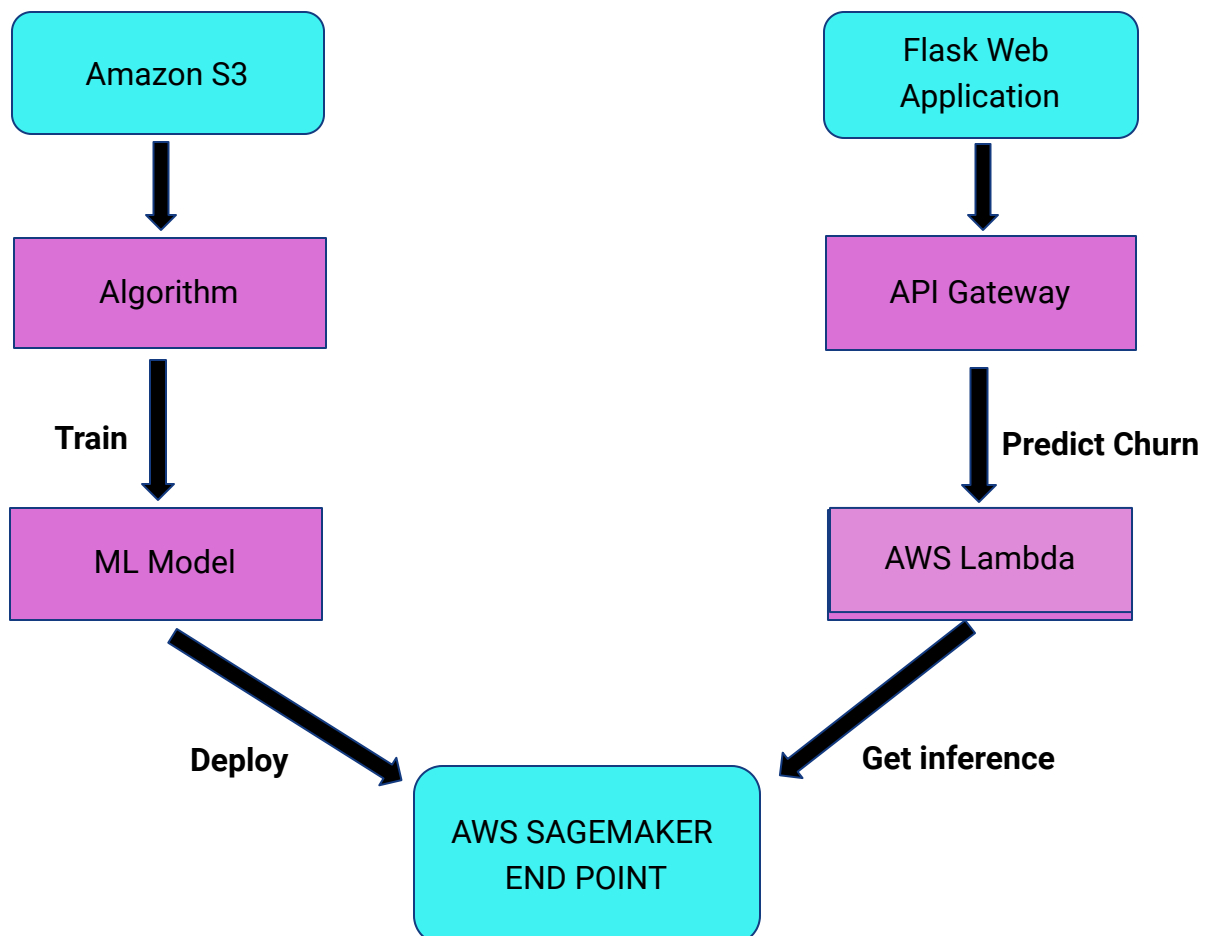 Amazon S3
Flask Web
Application
Algorithm
API Gateway
Train
Predict Churn
ML Model
AWS Lambda
Deploy
Get inference
AWS SAGEMAKER
END POINT